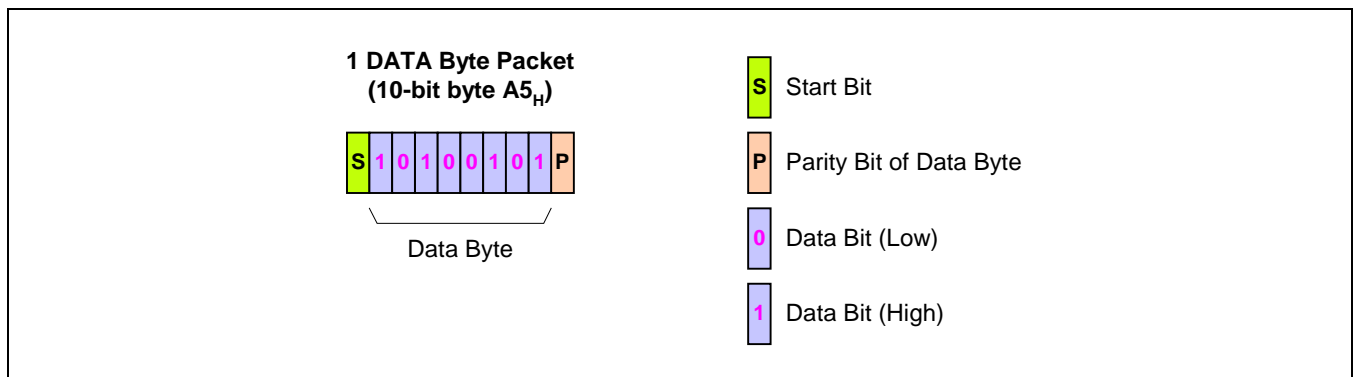 1 DATA Byte Packet
(10-bit byte A5H)
S 1 0 1 0 0 1 0 1 P
Data Byte
S Start Bit
P Parity Bit of Data Byte
0 Data Bit (Low)
1 Data Bit (High)